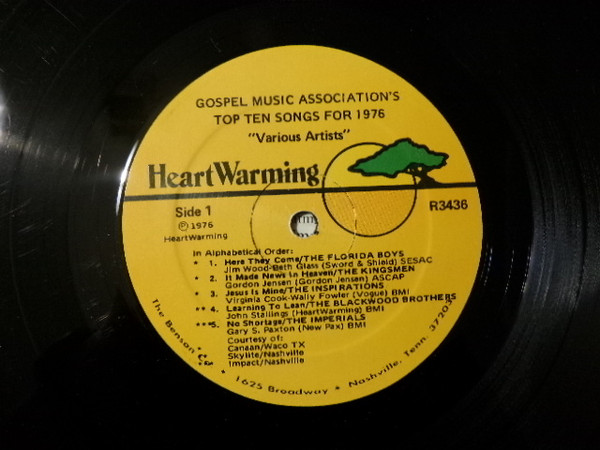 GOSPEL MUSIC ASSOCIATION'S
TOP TEN SONGS FOR 1976
"Various Artists"
HeartWarming
Side 1
R3436
℗ 1976
HeartWarming
In Alphabetical Order:
* 1. Here They Come/THE FLORIDA BOYS
Jim Wood-Beth Glass (Sword & Shield) SESAC
* 2. It Made News in Heaven/THE KINGSMEN
Gordon Jensen (Gordon Jensen) ASCAP
* 3. Jesus Is Mine/THE INSPIRATIONS
Virginia Cook-Wally Fowler (Vogue) BMI
** 4. Learning To Lean/THE BLACKWOOD BROTHERS
John Stallings (HeartWarming) BMI
***5. No Shortage/THE IMPERIALS
Gary S. Paxton (New Pax) BMI
Courtesy of:
Canaan/Waco TX
Skylite/Nashville
Impact/Nashville
The Benson
1625 Broadway * Nashville, Tenn. 37203